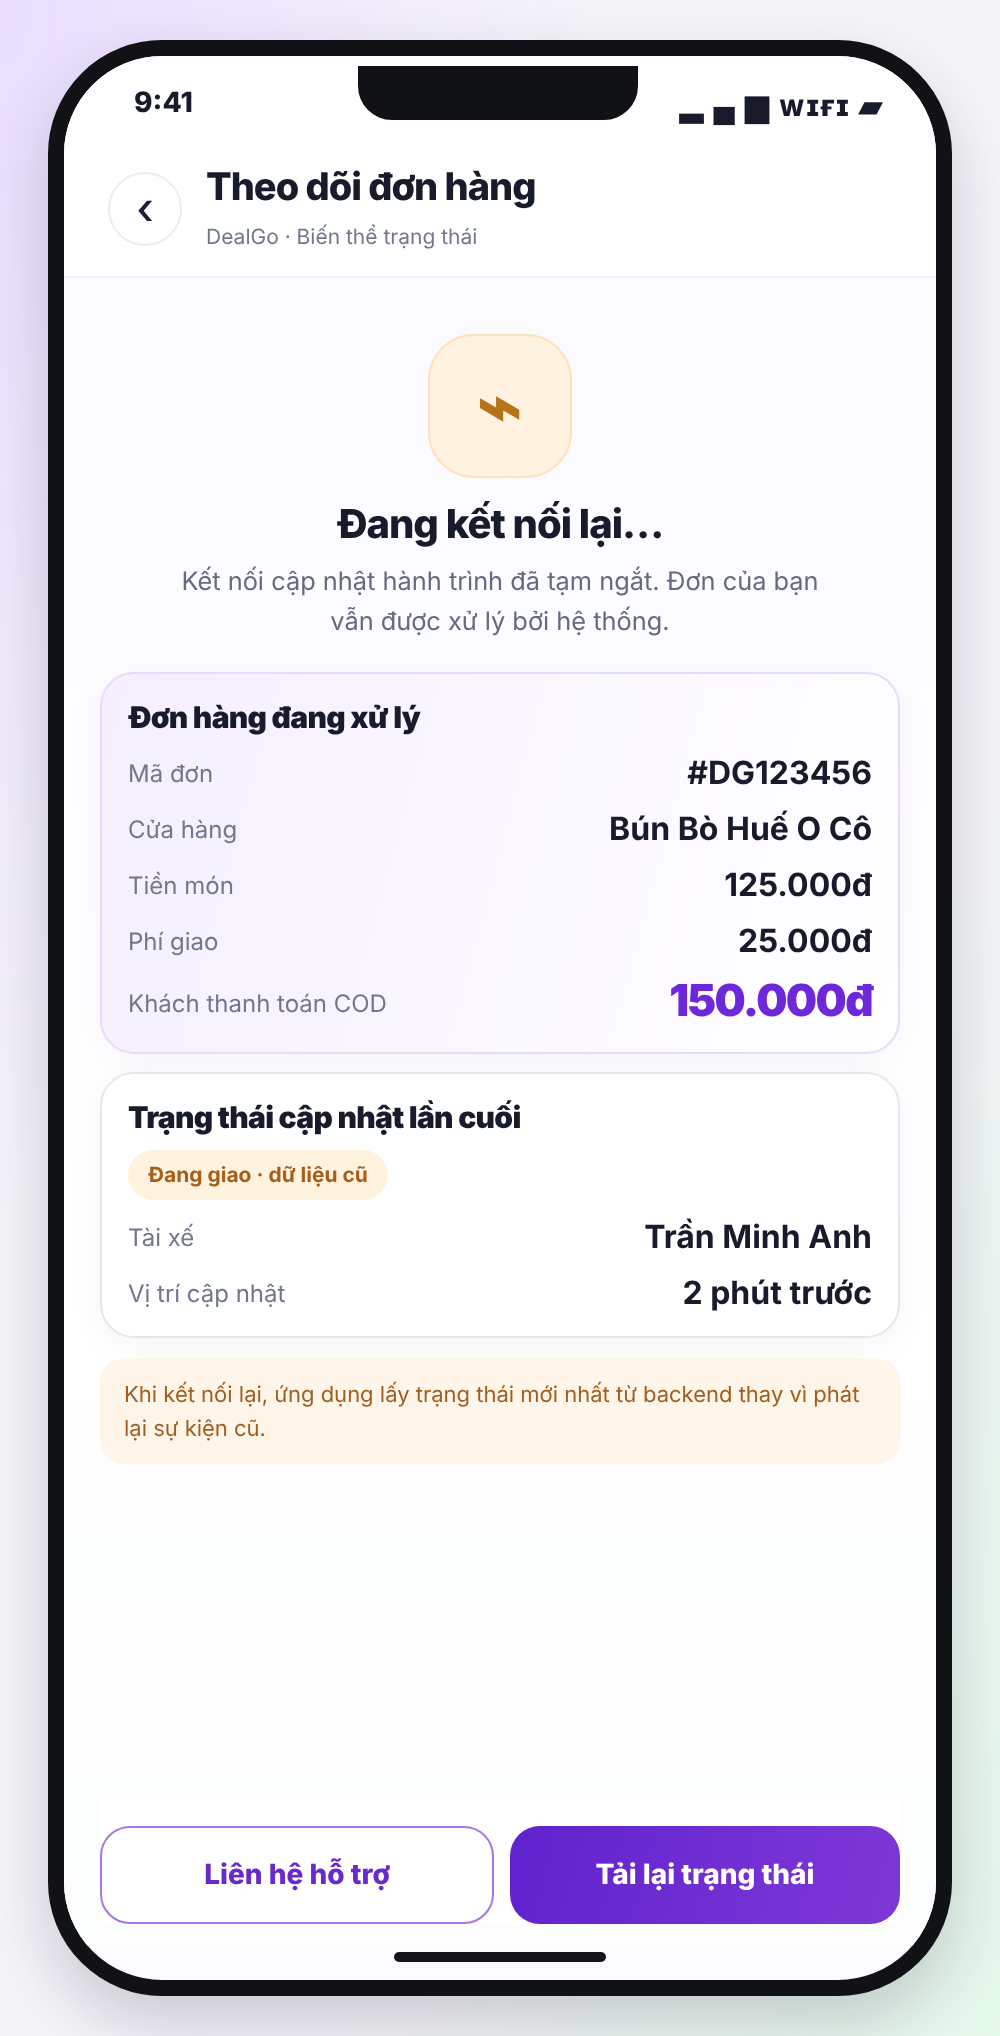 9:41
WIFI
Theo dõi đơn hàng
DealGo · Biến thể trạng thái
Đang kết nối lại...
Kết nối cập nhật hành trình đã tạm ngắt. Đơn của bạn
vẫn được xử lý bởi hệ thống.
Đơn hàng đang xử lý
Mã đơn #DG123456
Cửa hàng Bún Bò Huế O Cô
Tiền món 125.000đ
Phí giao 25.000đ
Khách thanh toán COD 150.000đ
Trạng thái cập nhật lần cuối
Đang giao · dữ liệu cũ
Tài xế Trần Minh Anh
Vị trí cập nhật 2 phút trước
Khi kết nối lại, ứng dụng lấy trạng thái mới nhất từ backend thay vì phát
lại sự kiện cũ.
Liên hệ hỗ trợ
Tải lại trạng thái